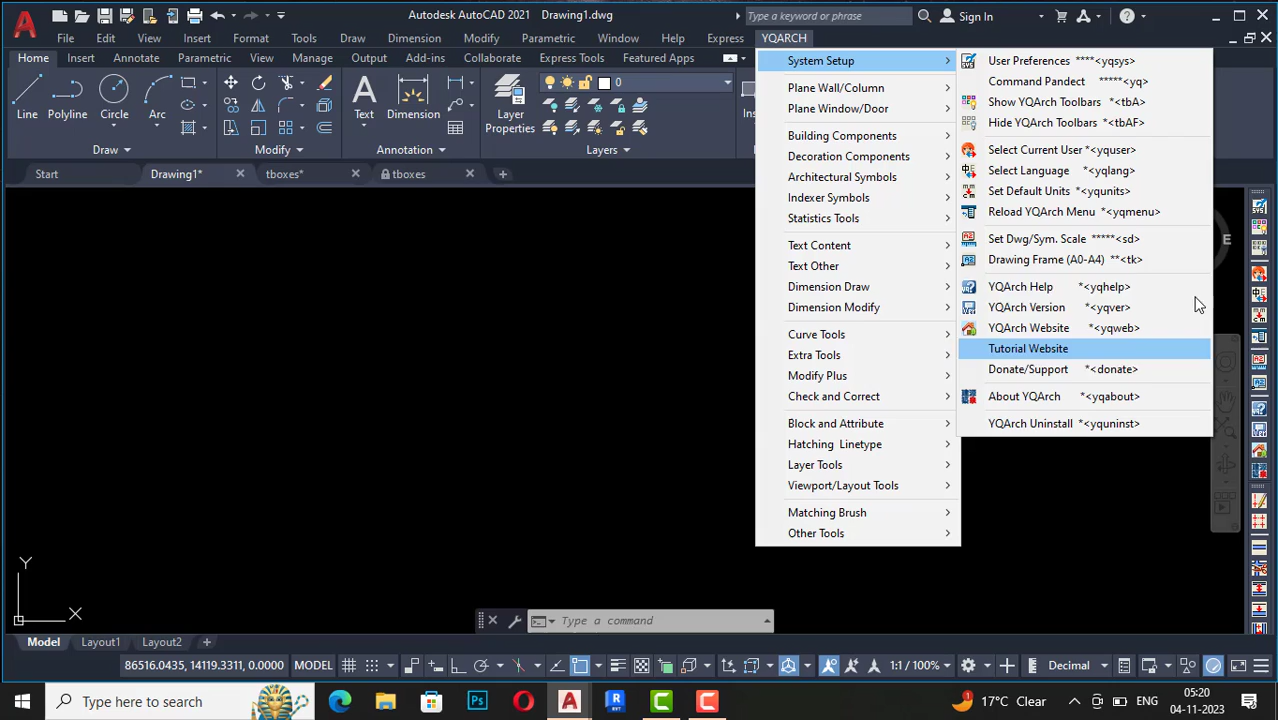 Autodesk AutoCAD 2021 Drawing1.dwg
Type a keyword or phrase
Sign In
File Edit View Insert Format Tools Draw Dimension Modify Parametric Window Help Express YQARCH
Home Insert Annotate Parametric View Manage Output Add-ins Collaborate Express Tools Featured Apps
Line
Polyline
Circle
Arc
Text
Dimension
Layer
Properties
0
Draw
Modify
Annotation
Layers
Start
Drawing1*
tboxes*
tboxes
System Setup
Plane Wall/Column
Plane Window/Door
Building Components
Decoration Components
Architectural Symbols
Indexer Symbols
Statistics Tools
Text Content
Text Other
Dimension Draw
Dimension Modify
Curve Tools
Extra Tools
Modify Plus
Check and Correct
Block and Attribute
Hatching Linetype
Layer Tools
Viewport/Layout Tools
Matching Brush
Other Tools
User Preferences ****<yqsys>
Command Pandect *****<yq>
Show YQArch Toolbars *<tbA>
Hide YQArch Toolbars *<tbAF>
Select Current User *<yquser>
Select Language *<yqlang>
Set Default Units *<yqunits>
Reload YQArch Menu *<yqmenu>
Set Dwg/Sym. Scale *****<sd>
Drawing Frame (A0-A4) **<tk>
YQArch Help *<yqhelp>
YQArch Version *<yqver>
YQArch Website *<yqweb>
Tutorial Website
Donate/Support *<donate>
About YQArch *<yqabout>
YQArch Uninstall *<yquninst>
E
Y
X
Type a command
Model Layout1 Layout2
86516.0435, 14119.3311, 0.0000 MODEL
1:1 / 100%
Decimal
Type here to search
17°C Clear
ENG
05:20
04-11-2023